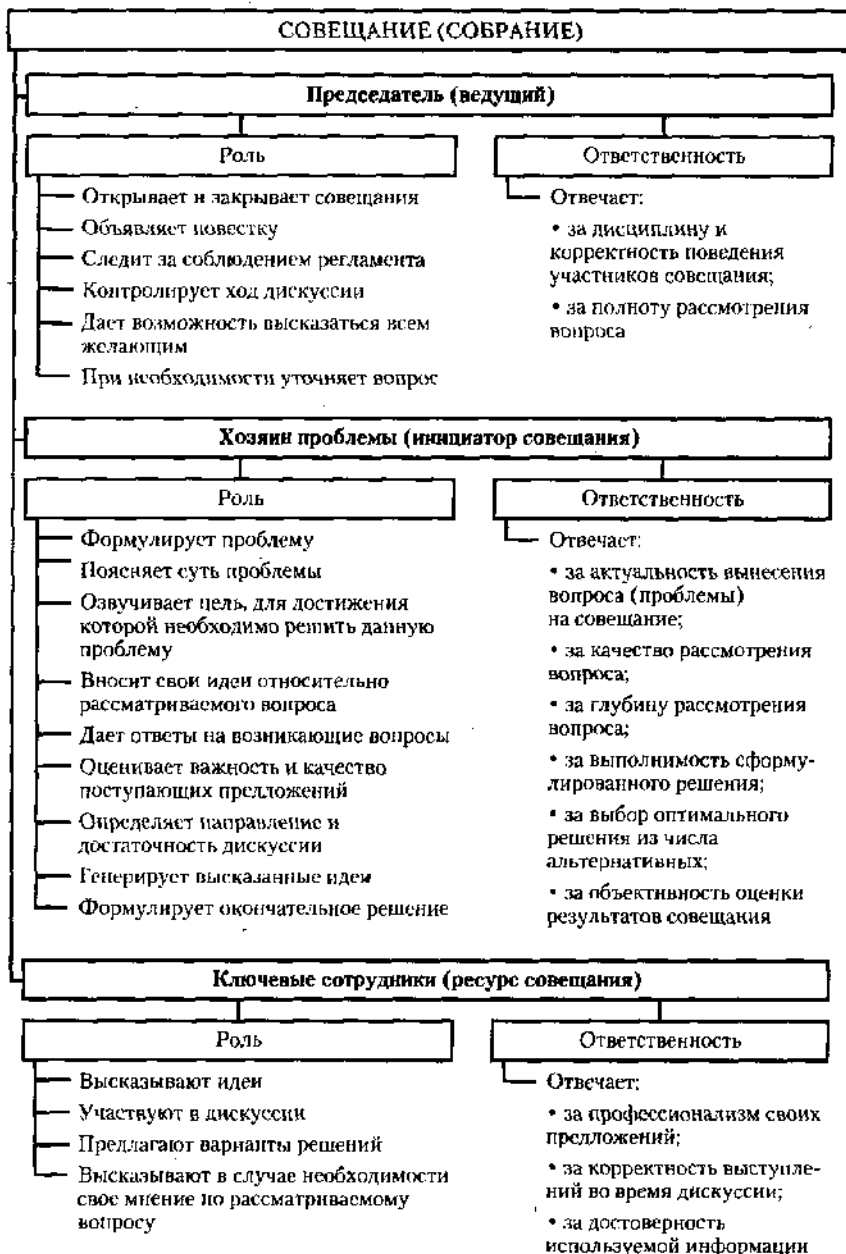 СОВЕЩАНИЕ (СОБРАНИЕ)
Председатель (ведущий)
Роль
Открывает и закрывает совещания
Объявляет повестку
Следит за соблюдением регламента
Контролирует ход дискуссии
Дает возможность высказаться всем
желающим
При необходимости уточняет вопрос
Ответственность
Отвечает:
• за дисциплину и
корректность поведения
участников совещания;
• за полноту рассмотрения
вопроса
Хозяин проблемы (инициатор совещания)
Роль
Формулирует проблему
Поясняет суть проблемы
Озвучивает цель, для достижения
которой необходимо решить данную
проблему
Вносит свои идеи относительно
рассматриваемого вопроса
Дает ответы на возникающие вопросы
Оценивает важность и качество
поступающих предложений
Определяет направление и
достаточность дискуссии
Генерирует высказанные идеи
Формулирует окончательное решение
Ответственность
Отвечает:
• за актуальность вынесения
вопроса (проблемы)
на совещание;
• за качество рассмотрения
вопроса;
• за глубину рассмотрения
вопроса;
• за выполнимость сформу-
лированного решения;
• за выбор оптимального
решения из числа
альтернативных;
• за объективность оценки
результатов совещания
Ключевые сотрудники (ресурс совещания)
Роль
Высказывают идеи
Участвуют в дискуссии
Предлагают варианты решений
Высказывают в случае необходимости
свое мнение по рассматриваемому
вопросу
Ответственность
Отвечает:
• за профессионализм своих
предложений;
• за корректность выступле-
ний во время дискуссии;
• за достоверность
используемой информации